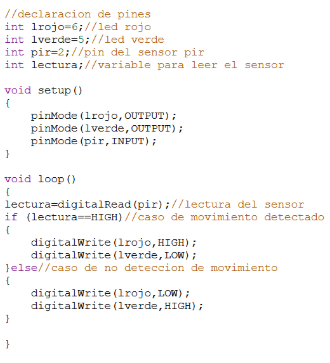 //declaracion de pines
int lrojo=6;//led rojo
int lverde=5;//led verde
int pir=2;//pin del sensor pir
int lectura;//variable para leer el sensor
void setup()
{
pinMode(lrojo,OUTPUT);
pinMode(lverde,OUTPUT);
pinMode(pir,INPUT);
}
void loop()
{
lectura=digitalRead(pir);//lectura del sensor
if (lectura==HIGH)//caso de movimiento detectado
{
digitalWrite(lrojo,HIGH);
digitalWrite(lverde,LOW);
}else//caso de no deteccion de movimiento
{
digitalWrite(lrojo,LOW);
digitalWrite(lverde,HIGH);
}
}